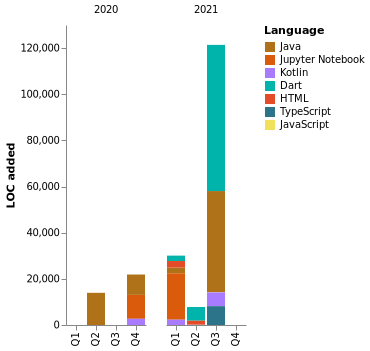 2020 2021
Language
Java
Jupyter Notebook
Kotlin
Dart
HTML
TypeScript
JavaScript
LOC added
120,000
100,000
80,000
60,000
40,000
20,000
0
Q1 Q2 Q3 Q4 Q1 Q2 Q3 Q4